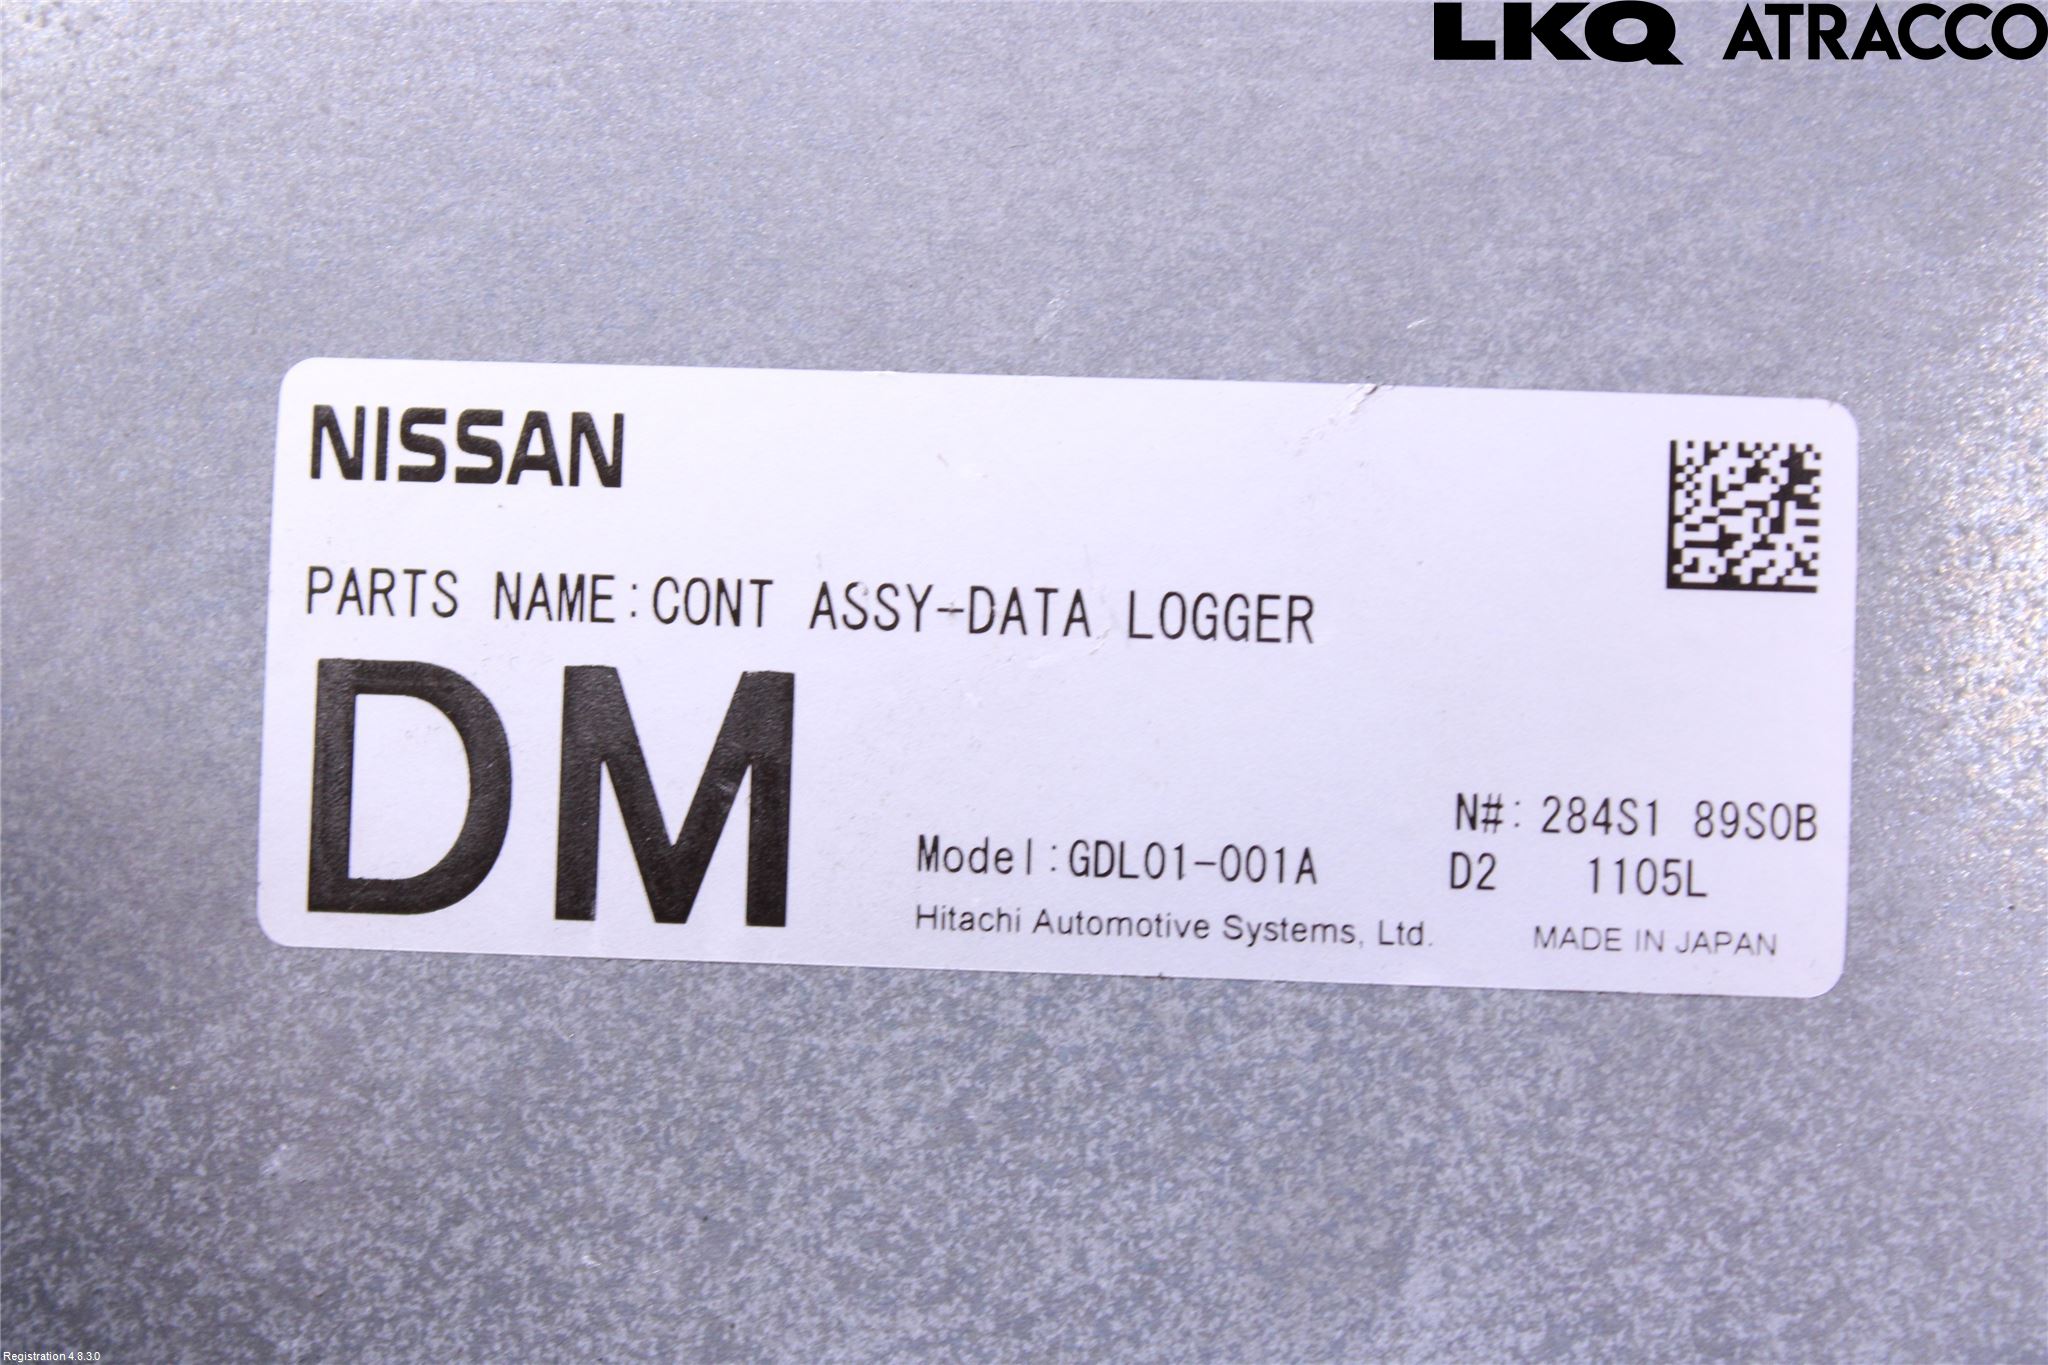 LKQ ATRACCO
NISSAN
PARTS NAME:CONT ASSY-DATA LOGGER
DM
N#: 284S1 89S0B
Model:GDL01-001A
D2 1105L
Hitachi Automotive Systems, Ltd.
MADE IN JAPAN
Registration 4.8.3.0